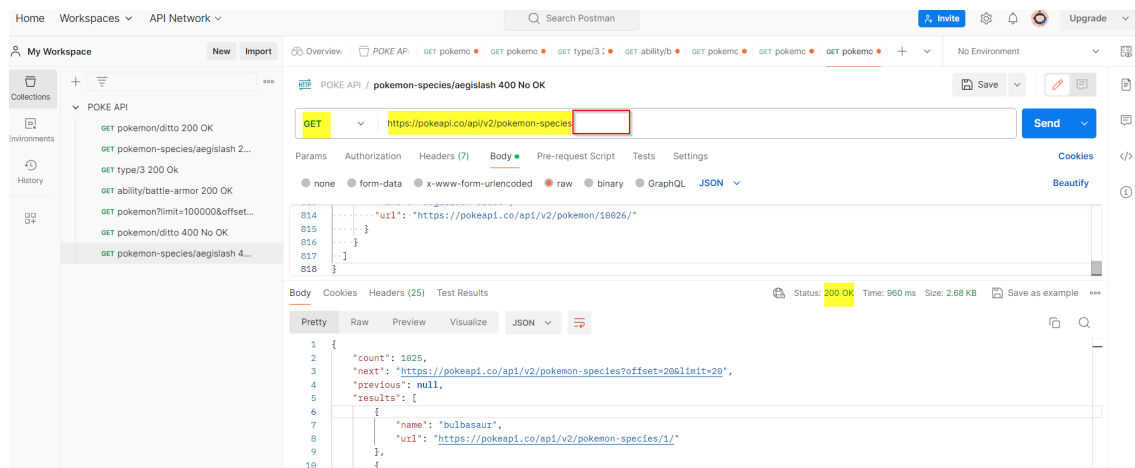 Home Workspaces API Network Search Postman Invite Upgrade
My Workspace New Import Overview POKE AP GET pokemc GET pokemc GET type/3 2 GET ability/b GET pokemc GET pokemc GET pokemc No Environment
Collections
Environments
History
POKE API
GET pokemon/ditto 200 OK
GET pokemon-species/aegislash 2...
GET type/3 200 Ok
GET ability/battle-armor 200 OK
GET pokemon?limit=100000&offset...
GET pokemon/ditto 400 No OK
GET pokemon-species/aegislash 4...
HTTP POKE API / pokemon-species/aegislash 400 No OK Save
GET https://pokeapi.co/api/v2/pokemon-species Send
Params Authorization Headers (7) Body Pre-request Script Tests Settings Cookies
none form-data x-www-form-urlencoded raw binary GraphQL JSON Beautify
814 "url": "https://pokeapi.co/api/v2/pokemon/10026/"
815 }
816 }
817 ]
818 }
Body Cookies Headers (25) Test Results Status: 200 OK Time: 960 ms Size: 2.68 KB Save as example
Pretty Raw Preview Visualize JSON
1 {
2 "count": 1025,
3 "next": "https://pokeapi.co/api/v2/pokemon-species?offset=20&limit=20",
4 "previous": null,
5 "results": [
6 {
7 "name": "bulbasaur",
8 "url": "https://pokeapi.co/api/v2/pokemon-species/1/"
9 },
10 {